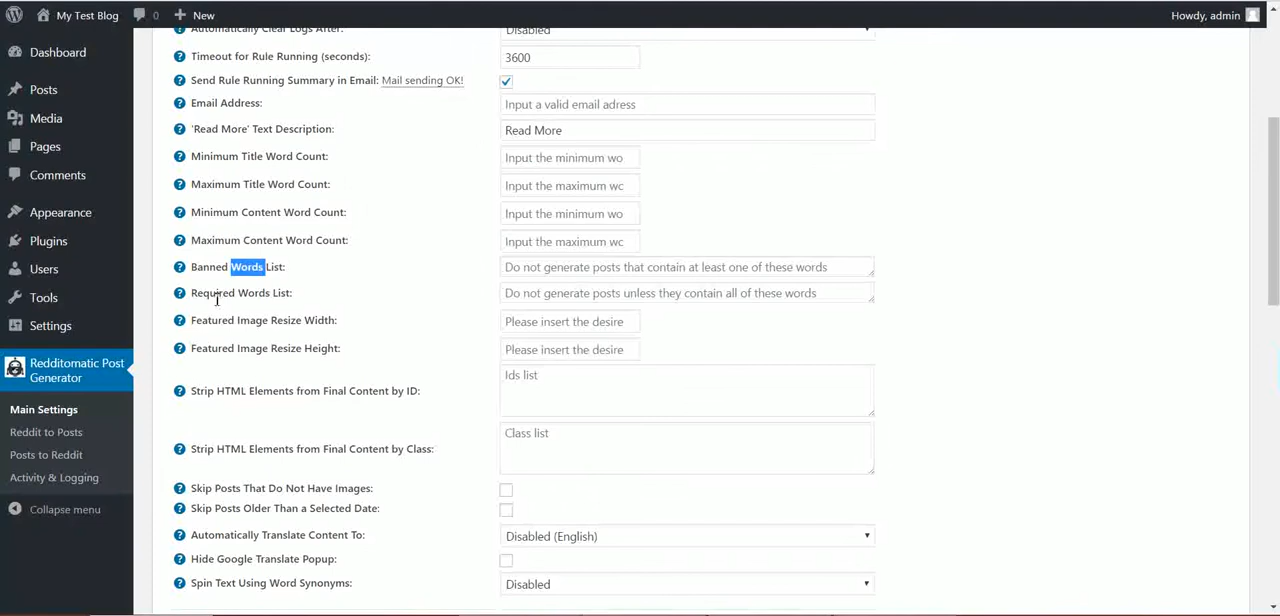 My Test Blog
0
New
Howdy, admin
Dashboard
Posts
Media
Pages
Comments
Appearance
Plugins
Users
Tools
Settings
Redditomatic Post
Generator
Main Settings
Reddit to Posts
Posts to Reddit
Activity & Logging
Collapse menu
Automatically Clear Logs After: Disabled
Timeout for Rule Running (seconds): 3600
Send Rule Running Summary in Email: Mail sending OK!
Email Address: Input a valid email adress
'Read More' Text Description: Read More
Minimum Title Word Count: Input the minimum wo
Maximum Title Word Count: Input the maximum wc
Minimum Content Word Count: Input the minimum wo
Maximum Content Word Count: Input the maximum wc
Banned Words List: Do not generate posts that contain at least one of these words
Required Words List: Do not generate posts unless they contain all of these words
Featured Image Resize Width: Please insert the desire
Featured Image Resize Height: Please insert the desire
Strip HTML Elements from Final Content by ID: Ids list
Strip HTML Elements from Final Content by Class: Class list
Skip Posts That Do Not Have Images:
Skip Posts Older Than a Selected Date:
Automatically Translate Content To: Disabled (English)
Hide Google Translate Popup:
Spin Text Using Word Synonyms: Disabled